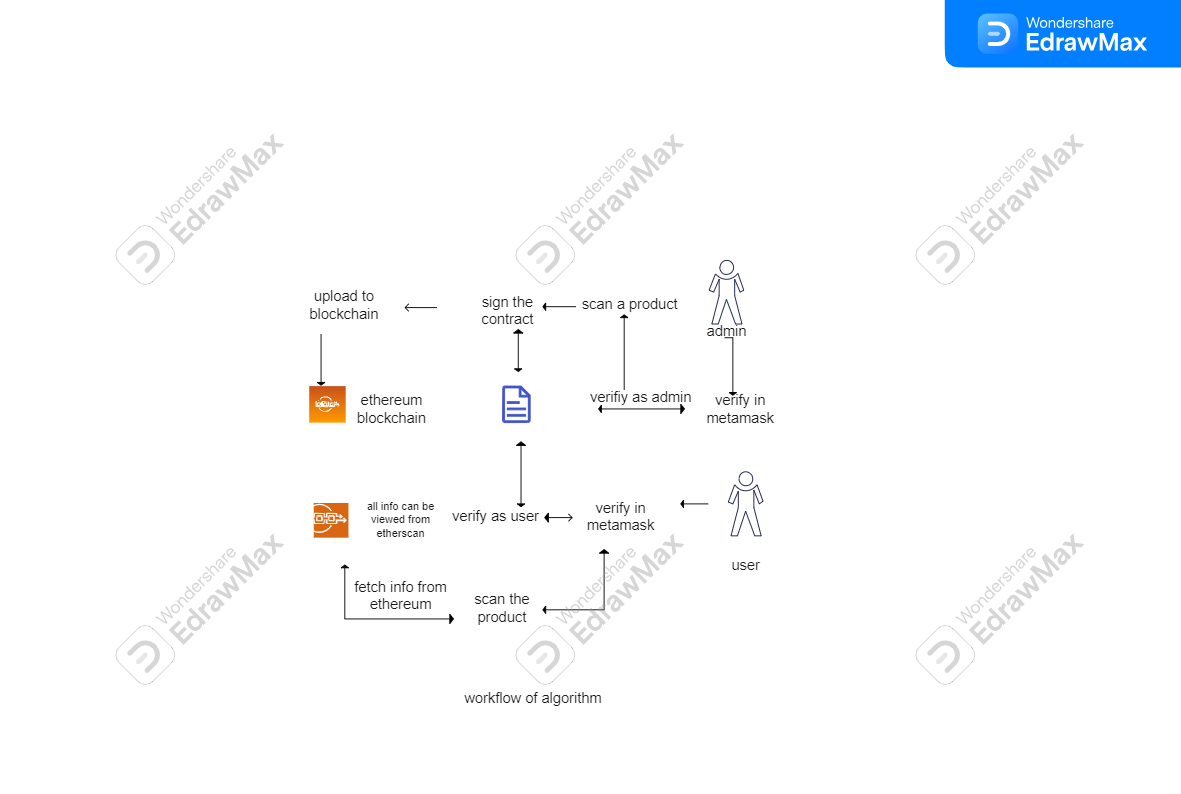 Wondershare
EdrawMax
Wondershare
EdrawMax
Wondershare
EdrawMax
Wondershare
EdrawMax
upload to
blockchain
sign the
contract
scan a product
admin
ethereum
blockchain
verifiy as admin
verify in
metamask
all info can be
viewed from
etherscan
verify as user
verify in
metamask
user
fetch info from
ethereum
scan the
product
Wondershare
EdrawMax
Wondershare
EdrawMax
Wondershare
EdrawMax
workflow of algorithm